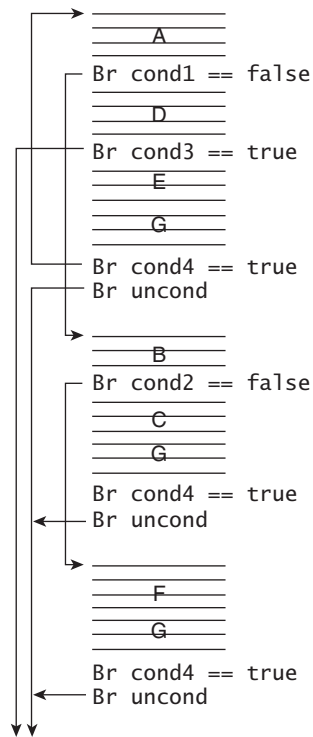 A
Br cond1 == false
D
Br cond3 == true
E
G
Br cond4 == true
Br uncond
B
Br cond2 == false
C
G
Br cond4 == true
Br uncond
F
G
Br cond4 == true
Br uncond